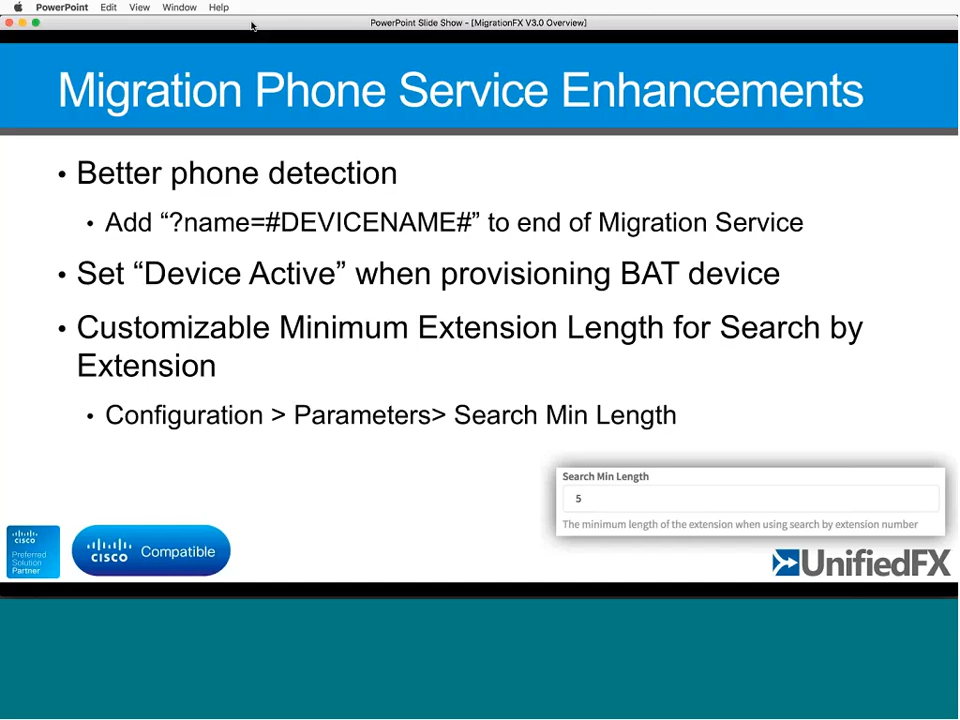 PowerPoint Edit View Window Help
PowerPoint Slide Show - [MigrationFX V3.0 Overview]
Migration Phone Service Enhancements
• Better phone detection
• Add “?name=#DEVICENAME#” to end of Migration Service
• Set “Device Active” when provisioning BAT device
• Customizable Minimum Extension Length for Search by
Extension
• Configuration > Parameters> Search Min Length
Search Min Length
5
The minimum length of the extension when using search by extension number
CISCO
Preferred
Solution
Partner
CISCO Compatible
UnifiedFX